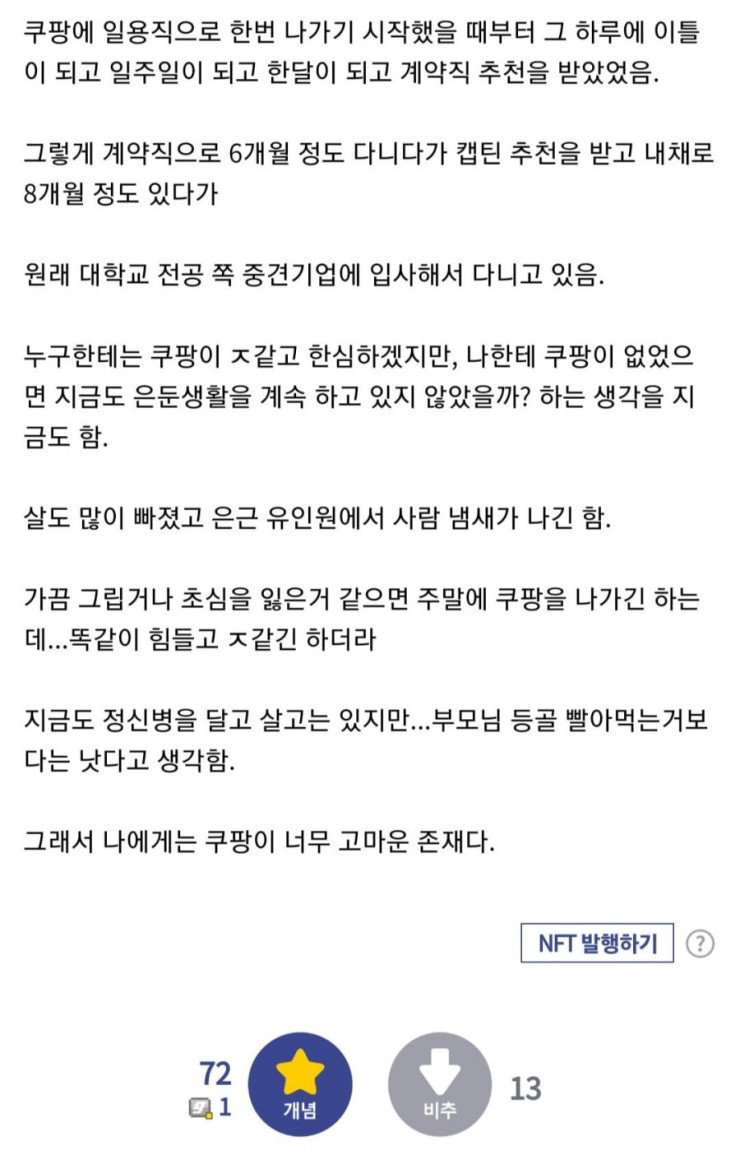 쿠팡에 일용직으로 한번 나가기 시작했을 때부터 그 하루에 이틀
이 되고 일주일이 되고 한달이 되고 계약직 추천을 받았었음.
그렇게 계약직으로 6개월 정도 다니다가 캡틴 추천을 받고 내채로
8개월 정도 있다가
원래 대학교 전공 쪽 중견기업에 입사해서 다니고 있음.
누구한테는 쿠팡이 ㅈ같고 한심하겠지만, 나한테 쿠팡이 없었으
면 지금도 은둔생활을 계속 하고 있지 않았을까? 하는 생각을 지
금도 함.
살도 많이 빠졌고 은근 유인원에서 사람 냄새가 나긴 함.
가끔 그립거나 초심을 잃은거 같으면 주말에 쿠팡을 나가긴 하는
데...똑같이 힘들고 ㅈ같긴 하더라
지금도 정신병을 달고 살고는 있지만...부모님 등골 빨아먹는거보
다는 낫다고 생각함.
그래서 나에게는 쿠팡이 너무 고마운 존재다.
NFT 발행하기 ?
72
1
개념
비추
13